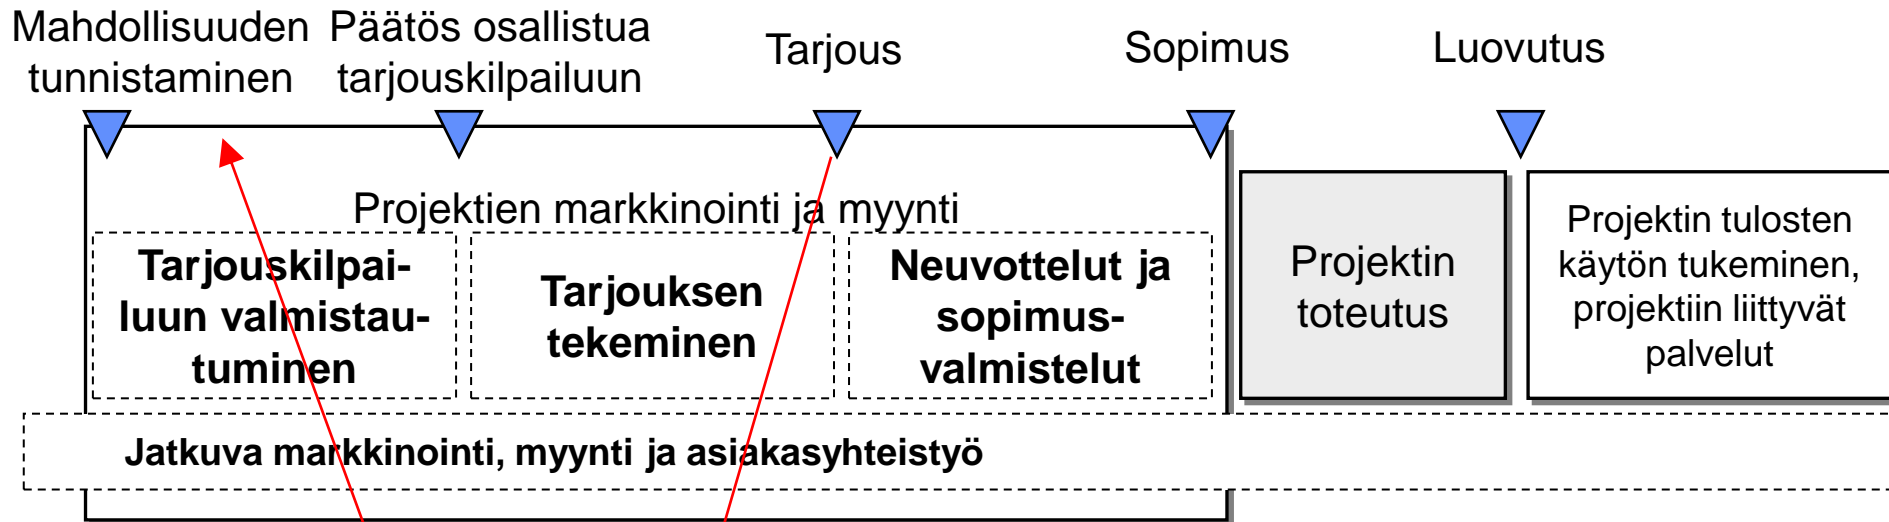 Mahdollisuuden
tunnistaminen
Päätös osallistua
tarjouskilpailuun
Tarjous
Sopimus
Luovutus
Projektien markkinointi ja myynti
Tarjouskilpai-
luun valmistau-
tuminen
Tarjouksen
tekeminen
Neuvottelut ja
sopimus-
valmistelut
Projektin
toteutus
Projektin tulosten
käytön tukeminen,
projektiin liittyvät
palvelut
Jatkuva markkinointi, myynti ja asiakasyhteistyö